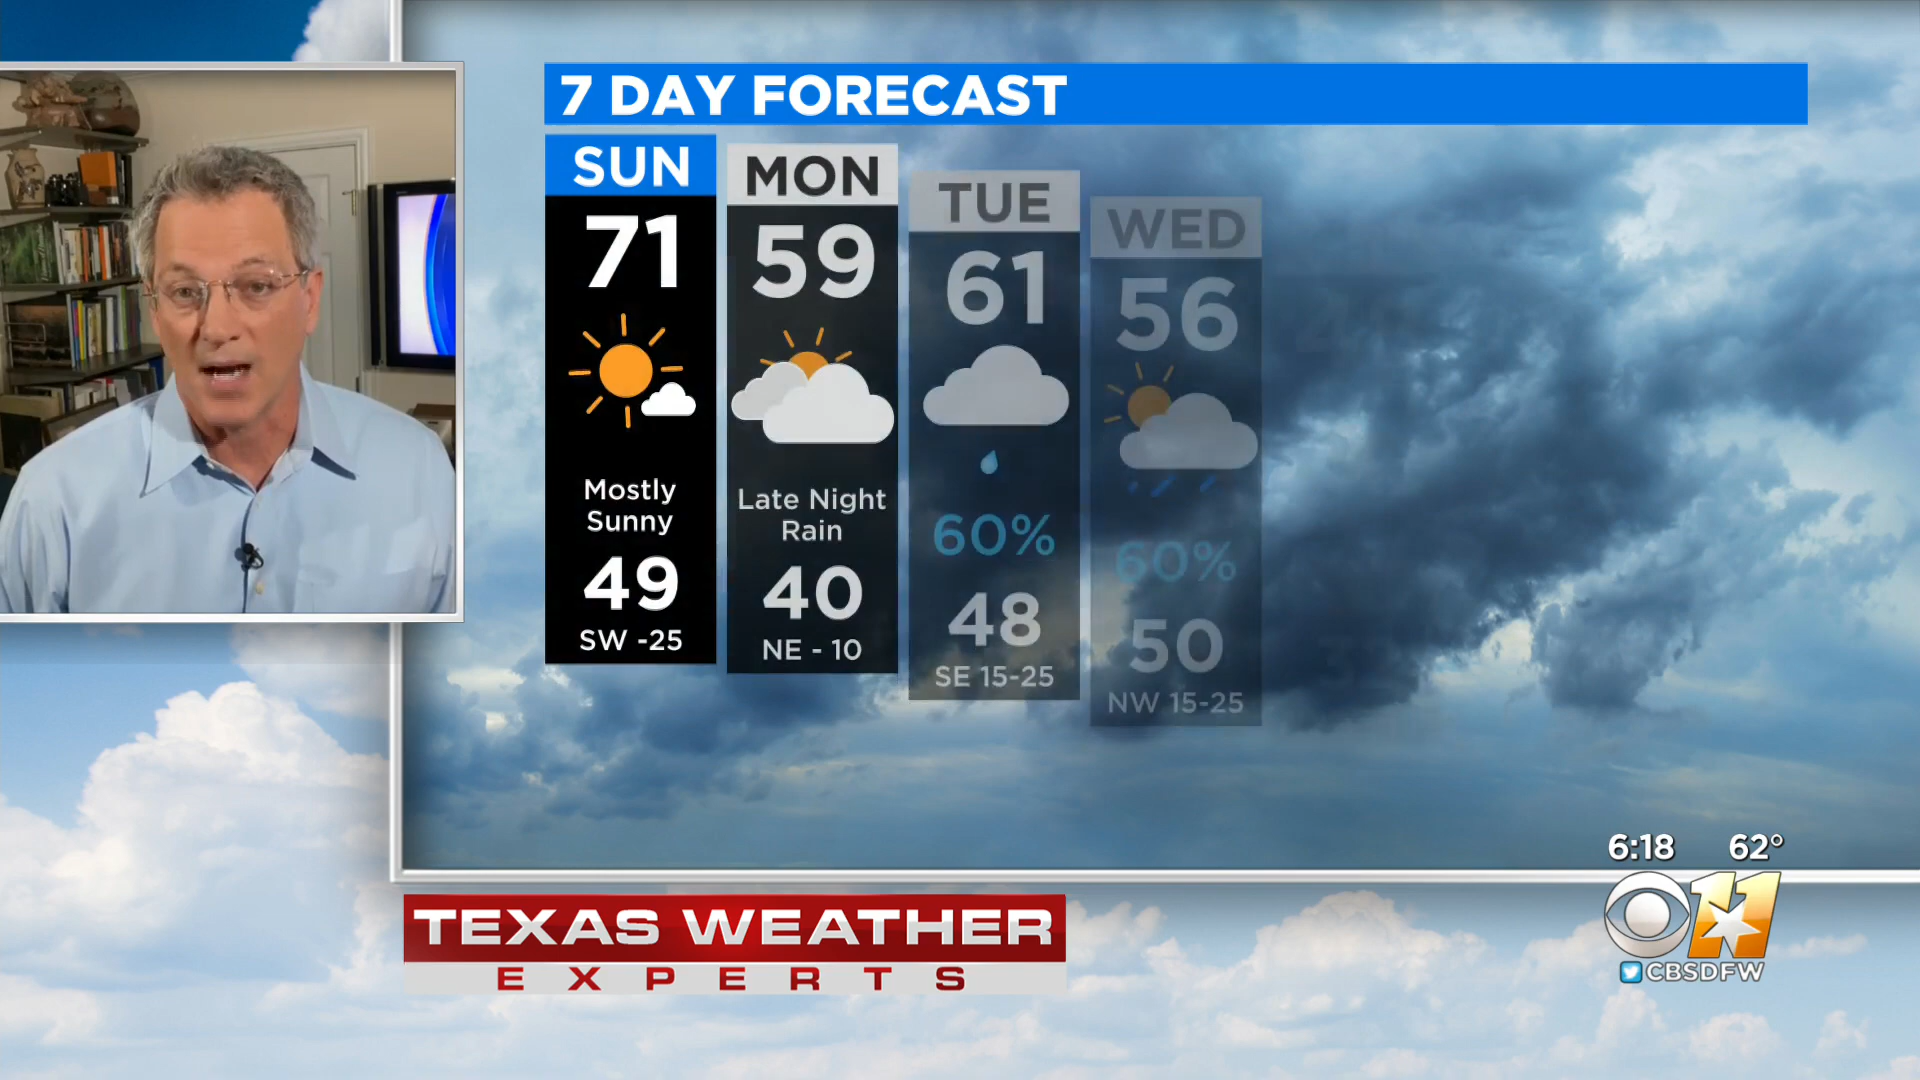 7 DAY FORECAST
SUN
71
Mostly
Sunny
49
SW -25
MON
59
Late Night
Rain
40
NE - 10
TUE
61
60%
48
SE 15-25
WED
56
60%
50
NW 15-25
6:18 62°
11
CBSDFW
TEXAS WEATHER
EXPERTS